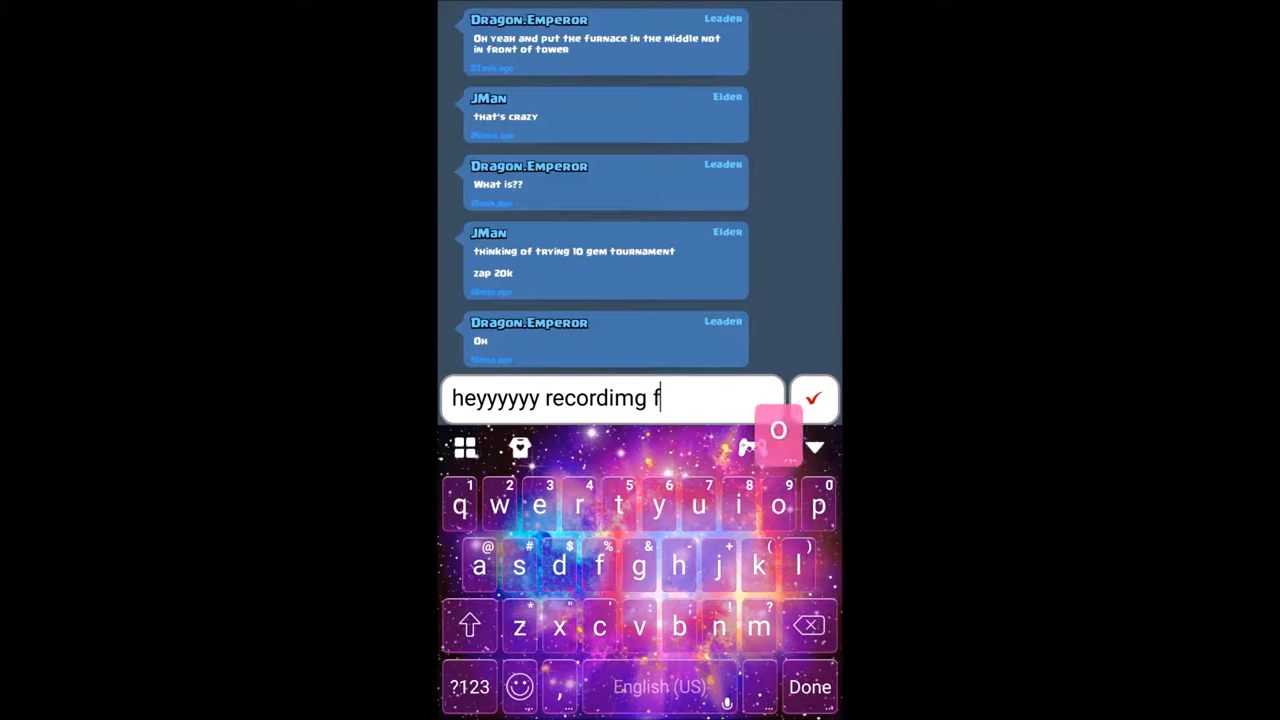 Dragon.Emperor Leader
Oh yeah and put the furnace in the middle not
in front of tower
JMan Elder
that's crazy
Dragon.Emperor Leader
What is??
JMan Elder
thinking of trying 10 gem tournament
zap 20k
Dragon.Emperor Leader
Oh
heyyyyyy recordimg f
o
1 2 3 4 5 6 7 8 9 0
q w e r t y u i o p
@ # $ % & - + ( )
a s d f g h j k l
* " ' : ; ! ?
z x c v b n m
?123 , English (US) . Done